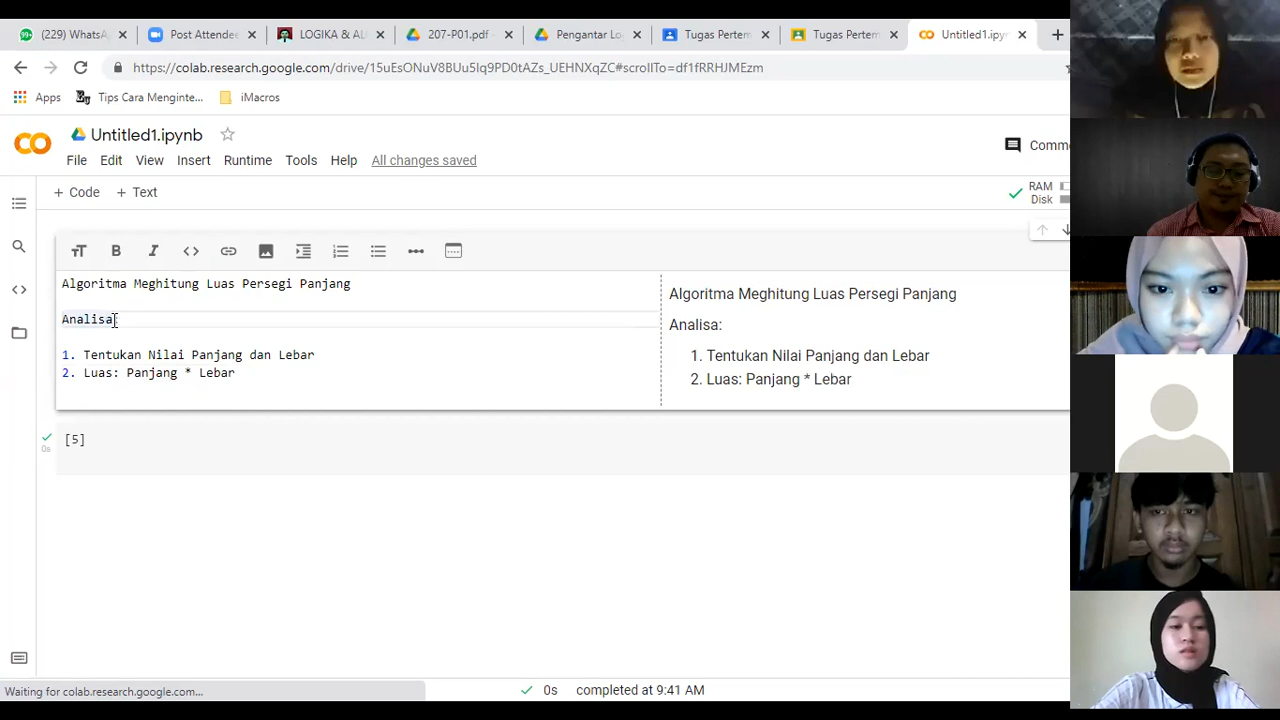 (229) WhatsA
Post Attendee
LOGIKA & AL
207-P01.pdf
Pengantar Lo
Tugas Pertem
Tugas Pertem
Untitled1.ipyn
https://colab.research.google.com/drive/15uEsONuV8BUu5Iq9PD0tAZs_UEHNXqZC#scrollTo=df1fRRHJMEzm
Apps
Tips Cara Menginte...
iMacros
Untitled1.ipynb
File Edit View Insert Runtime Tools Help All changes saved
Comme
+ Code + Text
RAM
Disk
Algoritma Meghitung Luas Persegi Panjang
Analisa
1. Tentukan Nilai Panjang dan Lebar
2. Luas: Panjang * Lebar
Algoritma Meghitung Luas Persegi Panjang
Analisa:
1. Tentukan Nilai Panjang dan Lebar
2. Luas: Panjang * Lebar
[5]
0s
Waiting for colab.research.google.com...
0s completed at 9:41 AM